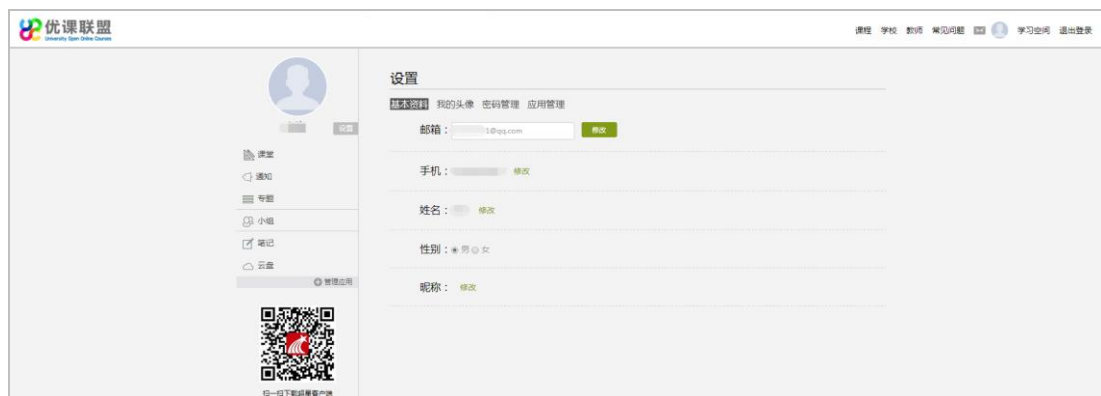 优课联盟
University Open Online Courses
课程 学校 教师 常见问题 学习空间 退出登录
设置
设置
基本资料 我的头像 密码管理 应用管理
邮箱： 1@qq.com 修改
手机： 修改
姓名： 修改
性别： 男 女
昵称： 修改
课堂
通知
专题
小组
笔记
云盘
管理应用
扫一扫下载超星客户端